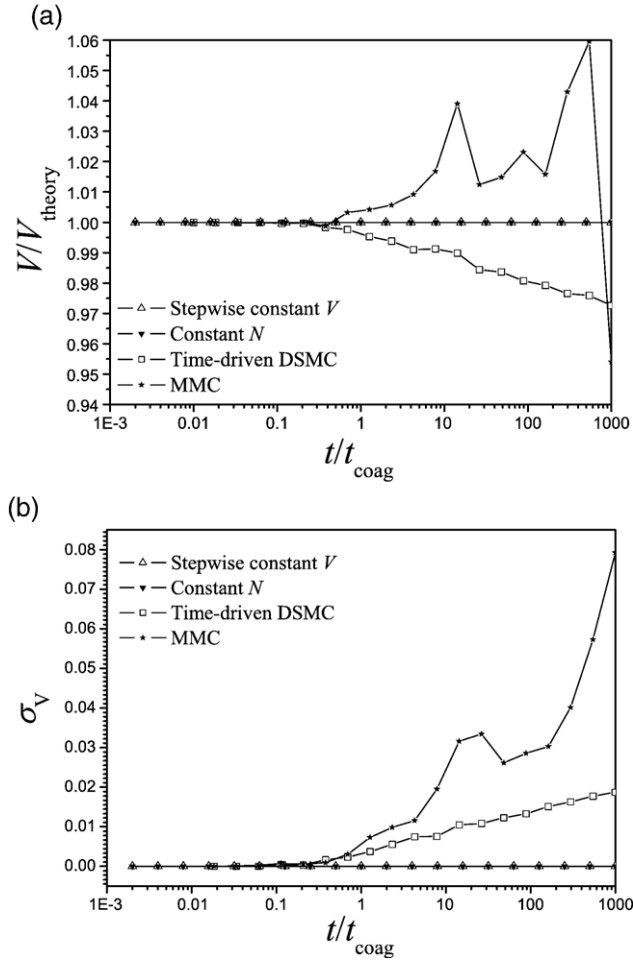 (a)
1.06
1.05
1.04
1.03
1.02
1.01
1.00
0.99
0.98
0.97
0.96
0.95
0.94
V/Vtheory
Stepwise constant V
Constant N
Time-driven DSMC
MMC
1E-3 0.01 0.1 1 10 100 1000
t/tcoag
(b)
0.08
0.07
0.06
0.05
0.04
0.03
0.02
0.01
0.00
σV
Stepwise constant V
Constant N
Time-driven DSMC
MMC
1E-3 0.01 0.1 1 10 100 1000
t/tcoag